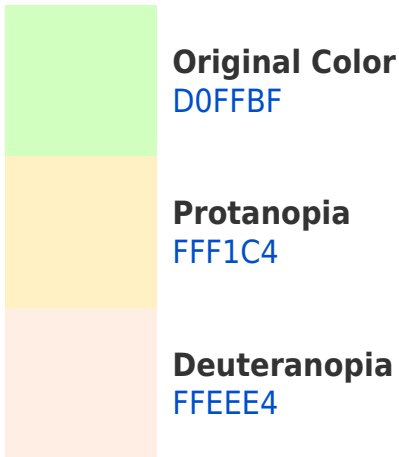 Original Color
D0FFBF
Protanopia
FFF1C4
Deuteranopia
FFEEE4